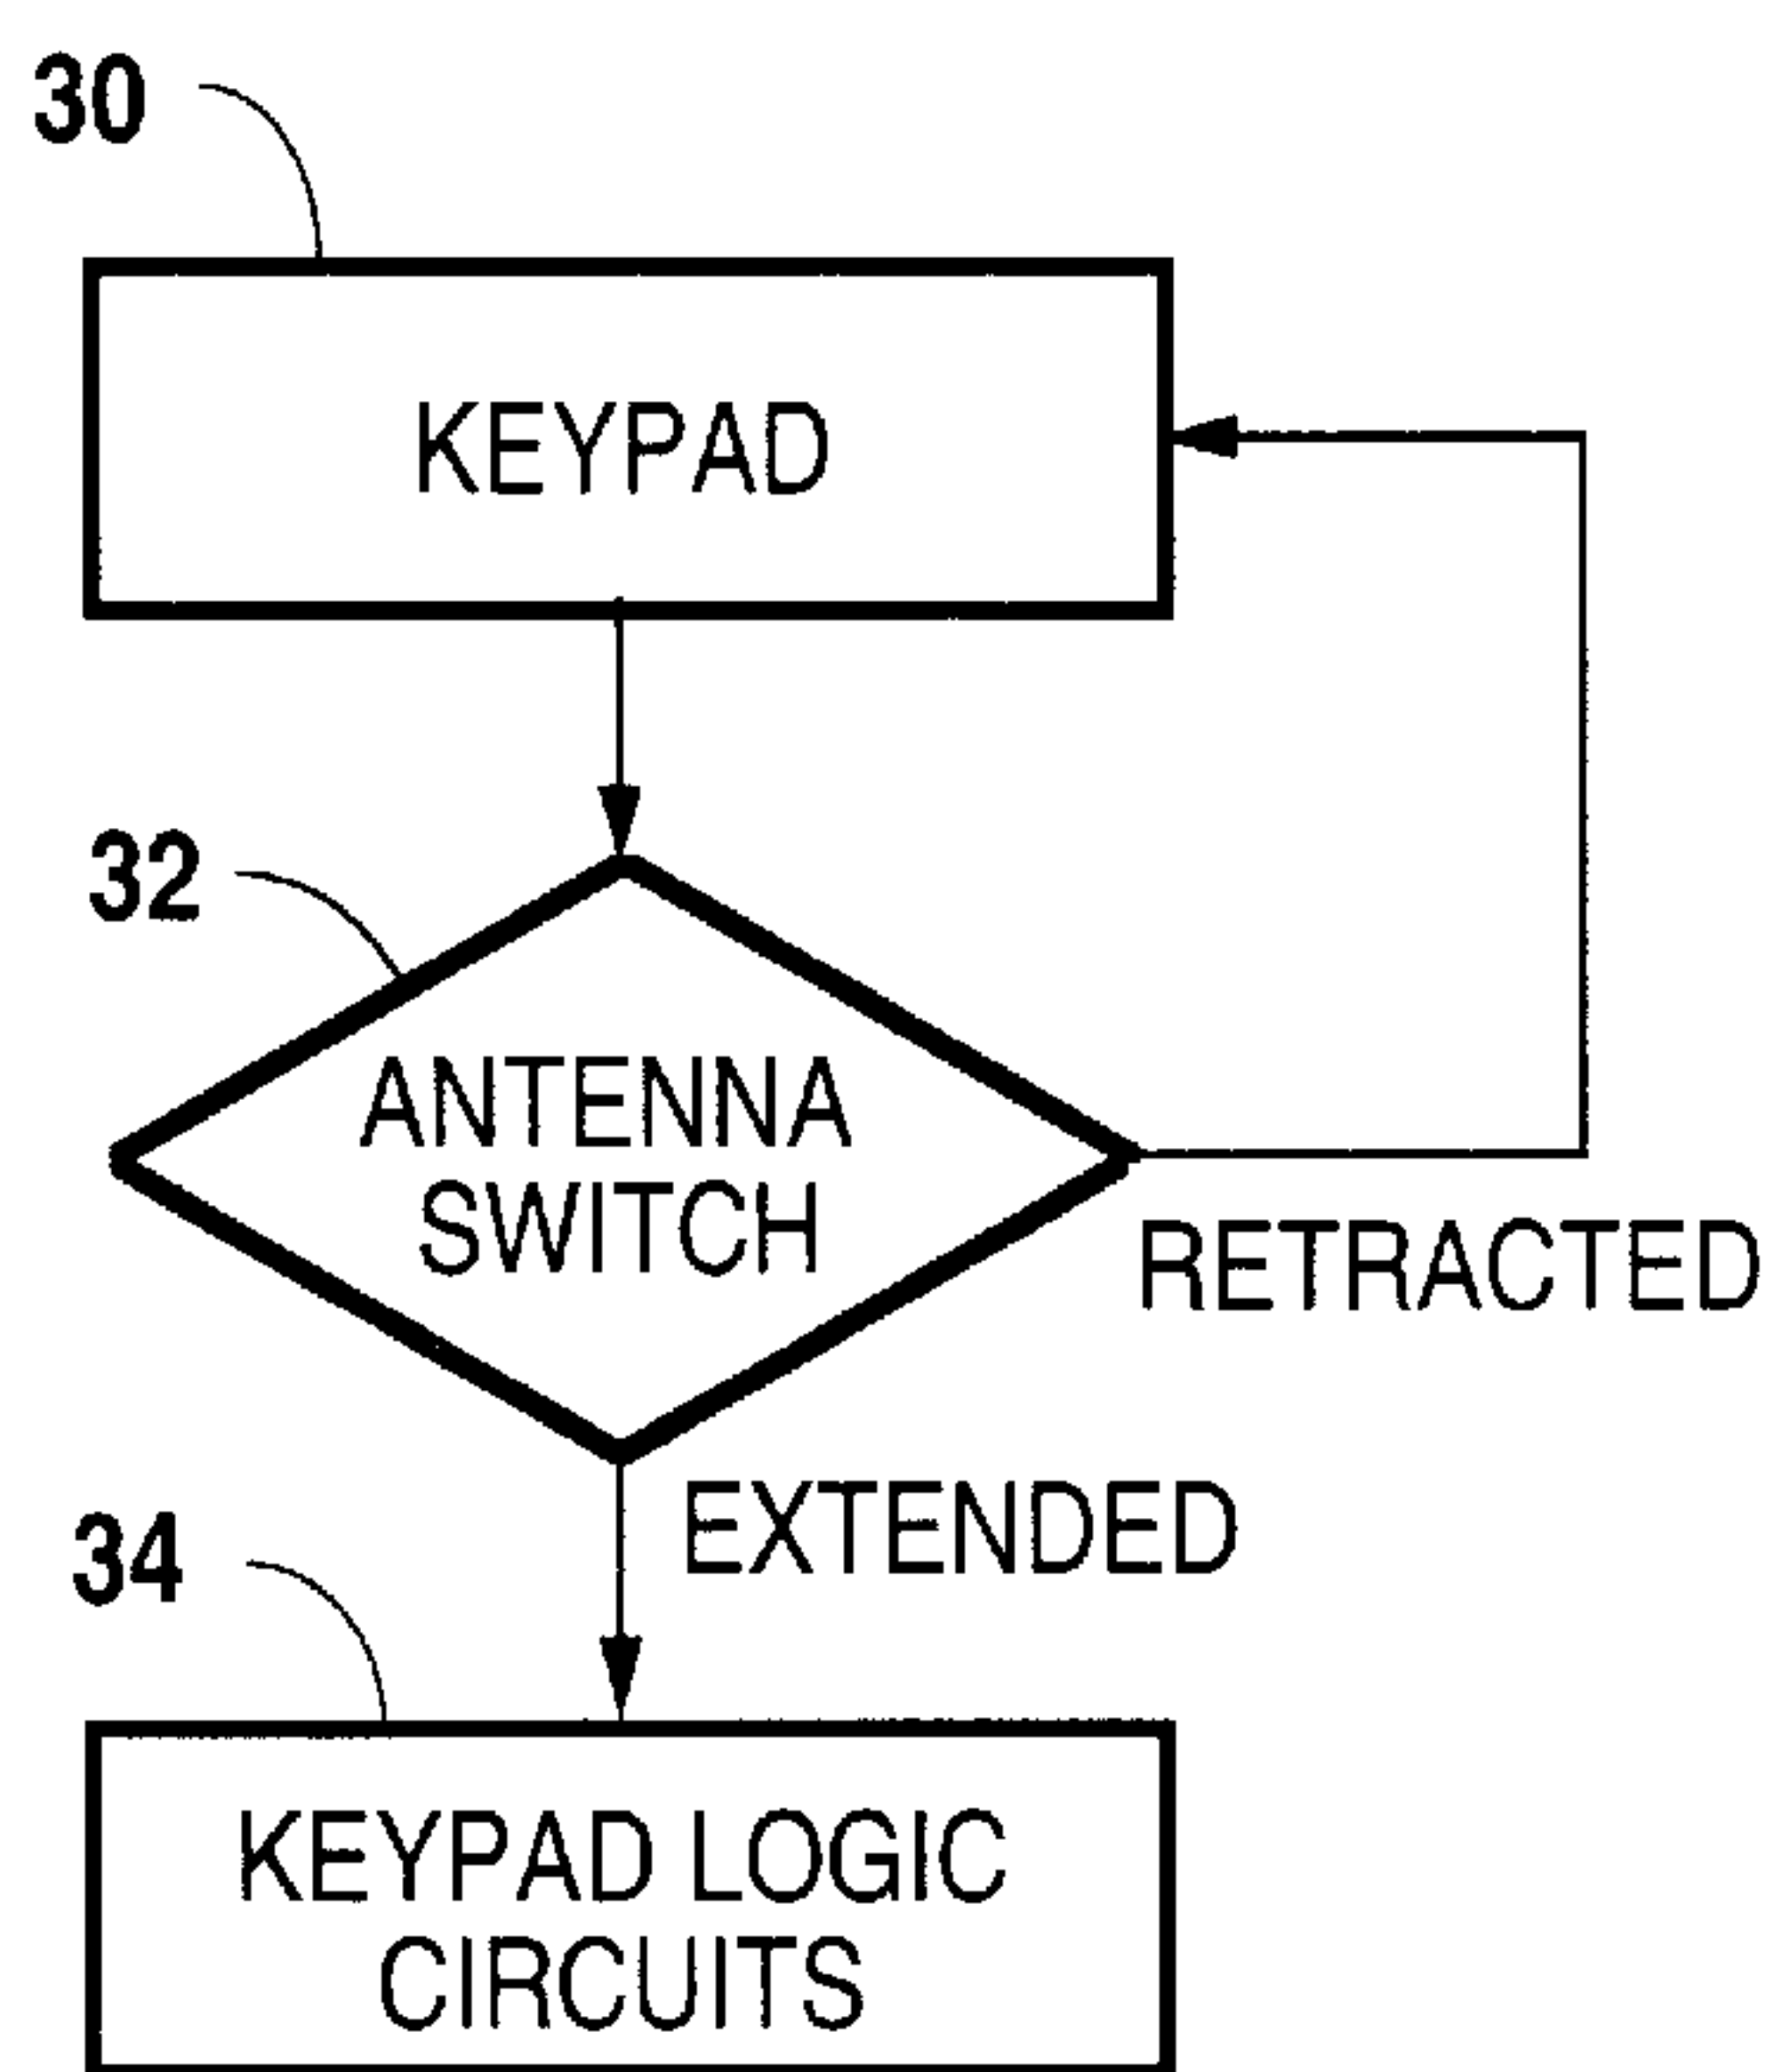 30
KEYPAD
32
ANTENNA
SWITCH
RETRACTED
EXTENDED
34
KEYPAD LOGIC
CIRCUITS